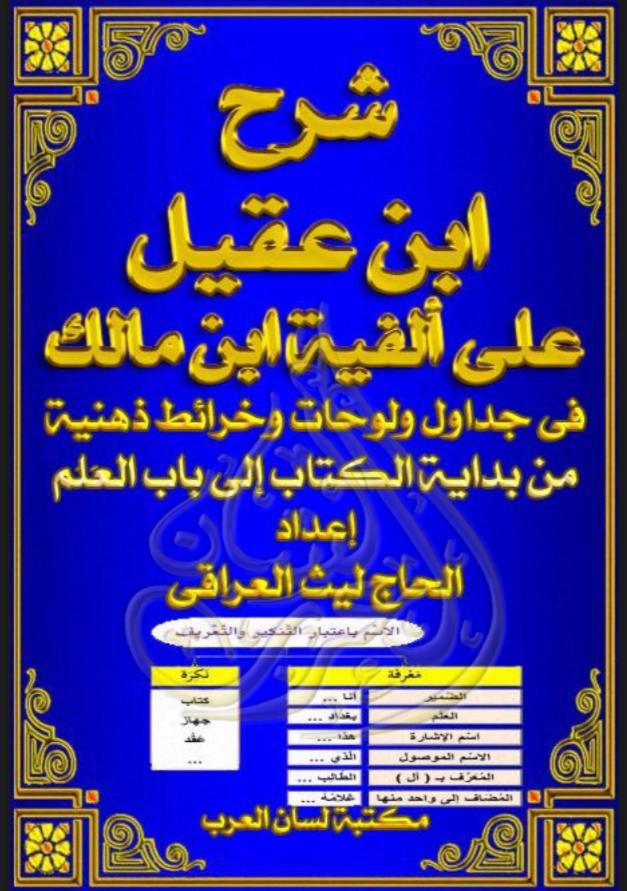 شرح
ابن عقيل
على ألفية ابن مالك
فى جداول ولوحات وخرائط ذهنية
من بداية الكتاب إلى باب العلم
إعداد
الحاج ليث العراقى
الاسم باعتبار التنكير والتعريف
مَعْرفة نكرة
الضمير أنا ... كتاب
العلم بغداد ... جهاز
اسم الإشارة هذا ... عقد
الاسم الموصول الذي ... ...
المُعرَّف بـ ( أل ) الطالب ...
المُضاف إلى واحد منها غلامه ...
مكتبة لسان العرب